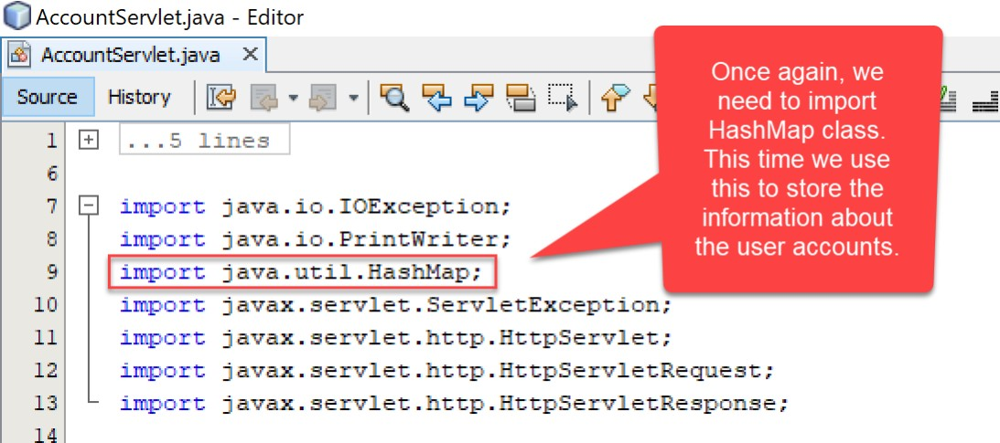 AccountServlet.java - Editor
AccountServlet.java
Source History
1 ...5 lines
6
7 import java.io.IOException;
8 import java.io.PrintWriter;
9 import java.util.HashMap;
10 import javax.servlet.ServletException;
11 import javax.servlet.http.HttpServlet;
12 import javax.servlet.http.HttpServletRequest;
13 import javax.servlet.http.HttpServletResponse;
14
Once again, we
need to import
HashMap class.
This time we use
this to store the
information about
the user accounts.